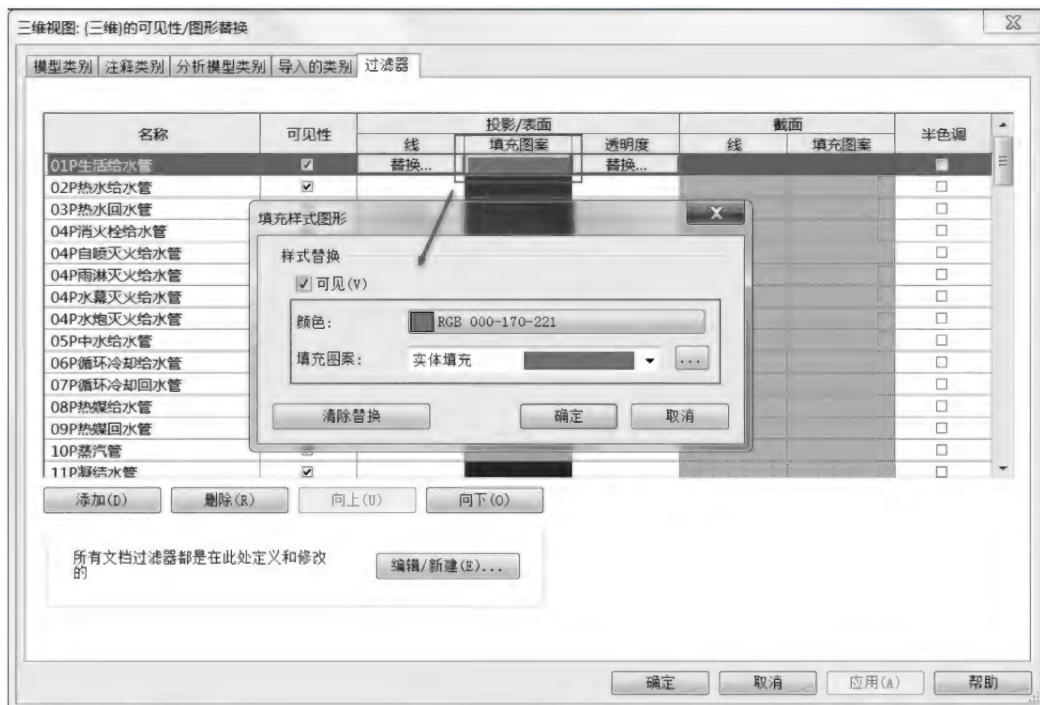 三维视图: {三维}的可见性/图形替换
模型类别 注释类别 分析模型类别 导入的类别 过滤器
名称 可见性 投影/表面 截面 半色调
线 填充图案 透明度 线 填充图案
01P生活给水管 替换... 替换...
02P热水给水管
03P热水回水管
04P消火栓给水管
04P自喷灭火给水管
04P雨淋灭火给水管
04P水幕灭火给水管
04P水炮灭火给水管
05P中水给水管
06P循环冷却给水管
07P循环冷却回水管
08P热媒给水管
09P热媒回水管
10P蒸汽管
11P凝结水管
填充样式图形
样式替换
可见(V)
颜色: RGB 000-170-221
填充图案: 实体填充 ...
清除替换 确定 取消
添加(D) 删除(R) 向上(U) 向下(O)
所有文档过滤器都是在此处定义和修改
的
编辑/新建(E)...
确定 取消 应用(A) 帮助